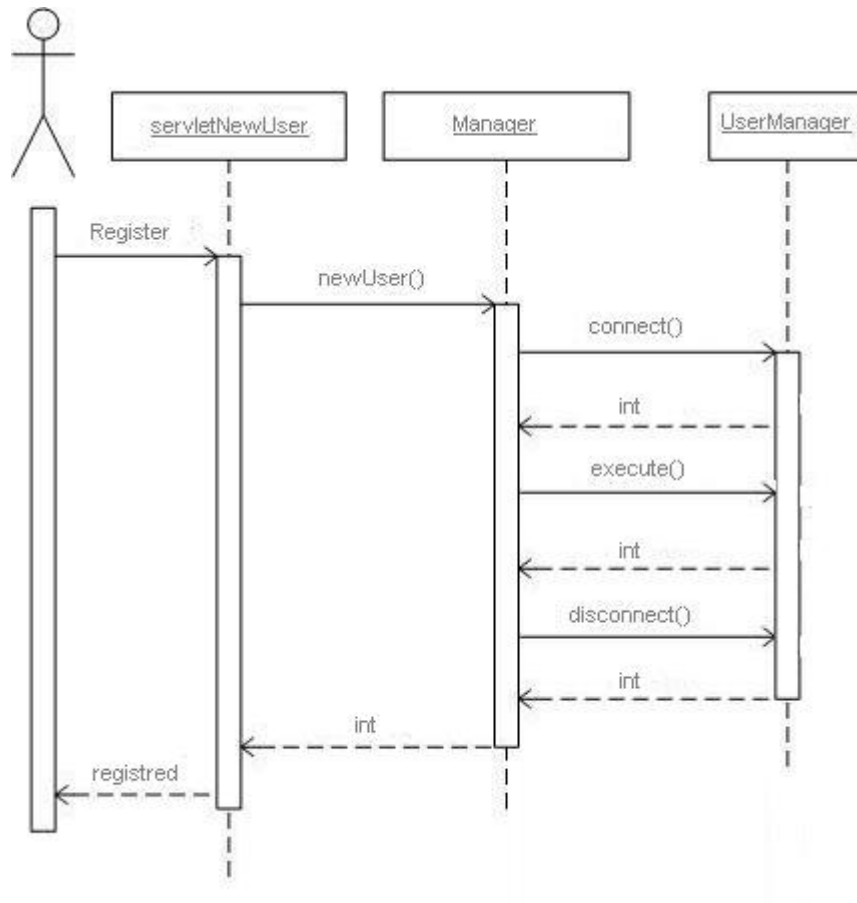 servletNewUser
Manager
UserManager
Register
newUser()
connect()
int
execute()
int
disconnect()
int
int
registred